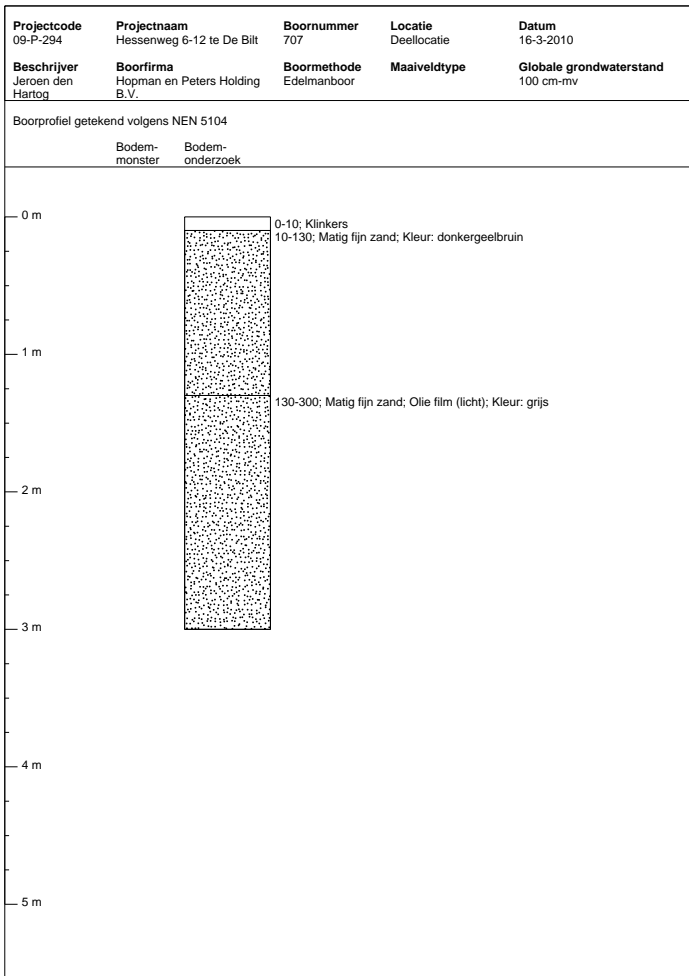 Projectcode Projectnaam Boornummer Locatie Datum
09-P-294 Hessenweg 6-12 te De Bilt 707 Deellocatie 16-3-2010
Beschrijver Boorfirma Boormethode Maaiveldtype Globale grondwaterstand
Jeroen den Hopman en Peters Holding Edelmanboor 100 cm-mv
Hartog B.V.
Boorprofiel getekend volgens NEN 5104
Bodem- Bodem-
monster onderzoek
0 m
0-10; Klinkers
10-130; Matig fijn zand; Kleur: donkergeelbruin
1 m
130-300; Matig fijn zand; Olie film (licht); Kleur: grijs
2 m
3 m
4 m
5 m